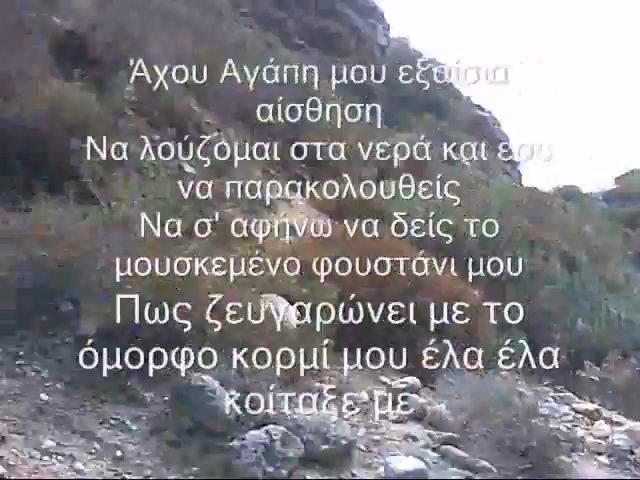 Άχου Αγάπη μου εξαίσια
αίσθηση
Να λούζομαι στα νερά και εσυ
να παρακολουθείς
Να σ' αφήνω να δείς το
μουσκεμένο φουστάνι μου
Πως ζευγαρώνει με το
όμορφο κορμί μου έλα έλα
κοίταξε με